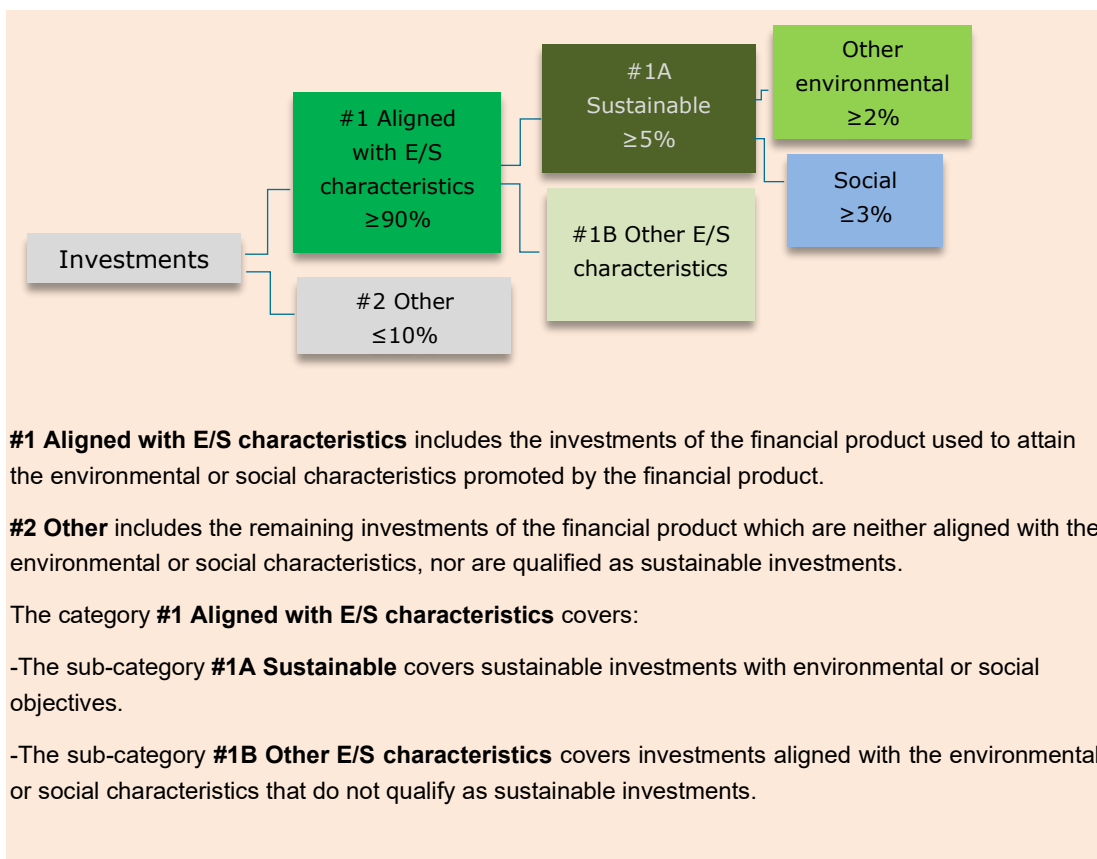 Investments
#1 Aligned
with E/S
characteristics
≥90%
#2 Other
≤10%
#1A
Sustainable
≥5%
#1B Other E/S
characteristics
Other
environmental
≥2%
Social
≥3%
#1 Aligned with E/S characteristics includes the investments of the financial product used to attain
the environmental or social characteristics promoted by the financial product.
#2 Other includes the remaining investments of the financial product which are neither aligned with the
environmental or social characteristics, nor are qualified as sustainable investments.
The category #1 Aligned with E/S characteristics covers:
-The sub-category #1A Sustainable covers sustainable investments with environmental or social
objectives.
-The sub-category #1B Other E/S characteristics covers investments aligned with the environmental
or social characteristics that do not qualify as sustainable investments.